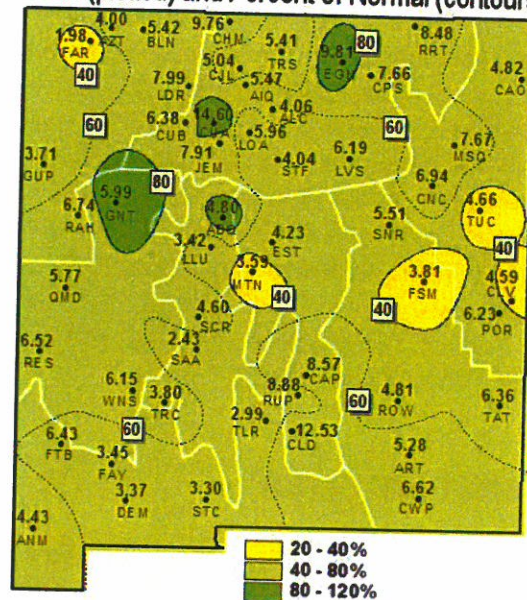 (plotted) and Percent of Normal (contours
4.00 AZT
5.42 BLN
9.76 CHM
5.41 TRS
9.81 EGN
80
8.48 RRT
1.98 FAR
40
7.99 LDR
5.04 CJL
5.47 AIQ
7.66 CPS
4.82 CAO
60
6.38 CUB
14.60
4.06 ALC
5.96 LOA
60
7.67 MSQ
3.71 GUP
7.91 JEM
4.04 STF
6.19 LVS
6.94 CNC
80
5.99 GNT
6.74 RAH
4.80 ABQ
4.66 TUC
5.51 SNR
3.42 LLU
4.23 EST
40
5.77 QMD
3.53 MTN
40
3.81 FSM
40
4.59 CLV
4.60 SCR
6.23 POR
6.52 RES
2.43 SAA
8.57 CAP
6.15 WNS
3.80 TRC
8.88 RUP
60
4.81 ROW
6.36 TAT
60
2.99 TLR
12.53 CLD
6.43 FTB
3.45 FAY
5.28 ART
3.37 DEM
3.30 STC
6.62 CWP
4.43 ANM
20 - 40%
40 - 80%
80 - 120%